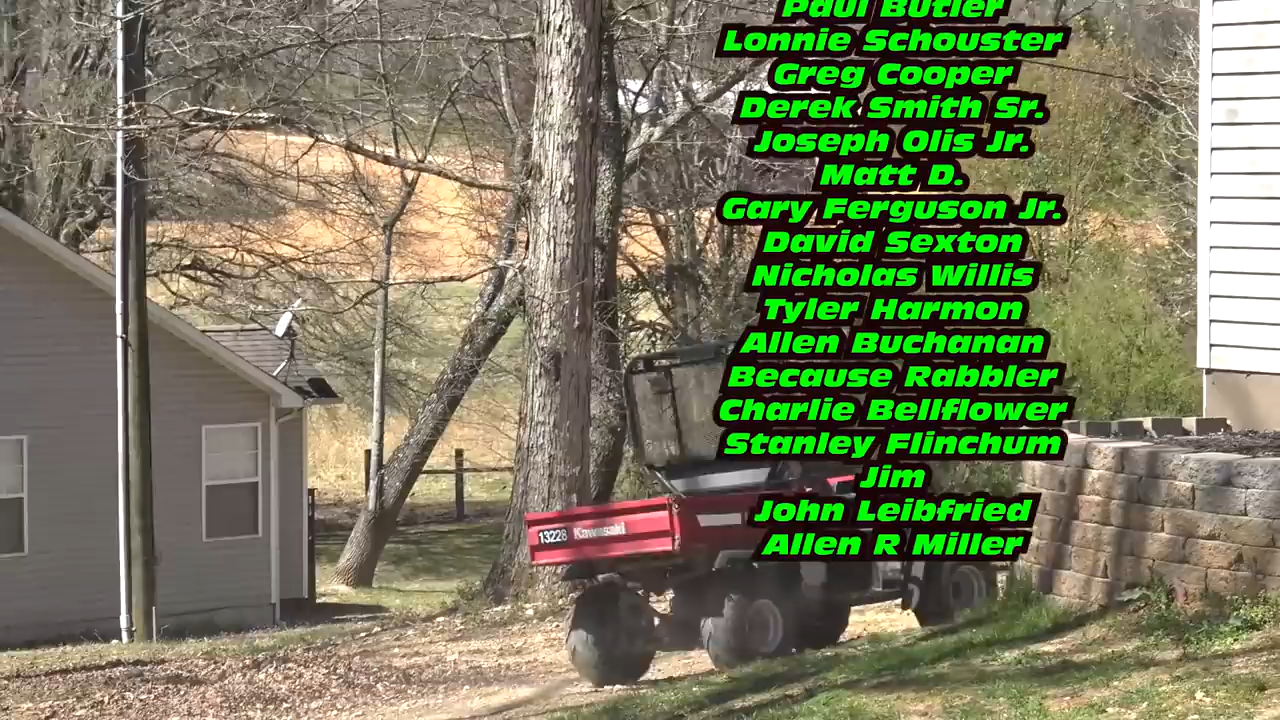 Paul Butler
Lonnie Schouster
Greg Cooper
Derek Smith Sr.
Joseph Olis Jr.
Matt D.
Gary Ferguson Jr.
David Sexton
Nicholas Willis
Tyler Harmon
Allen Buchanan
Because Rabbler
Charlie Bellflower
Stanley Flinchum
Jim
John Leibfried
Allen R Miller
13228 Kawasaki